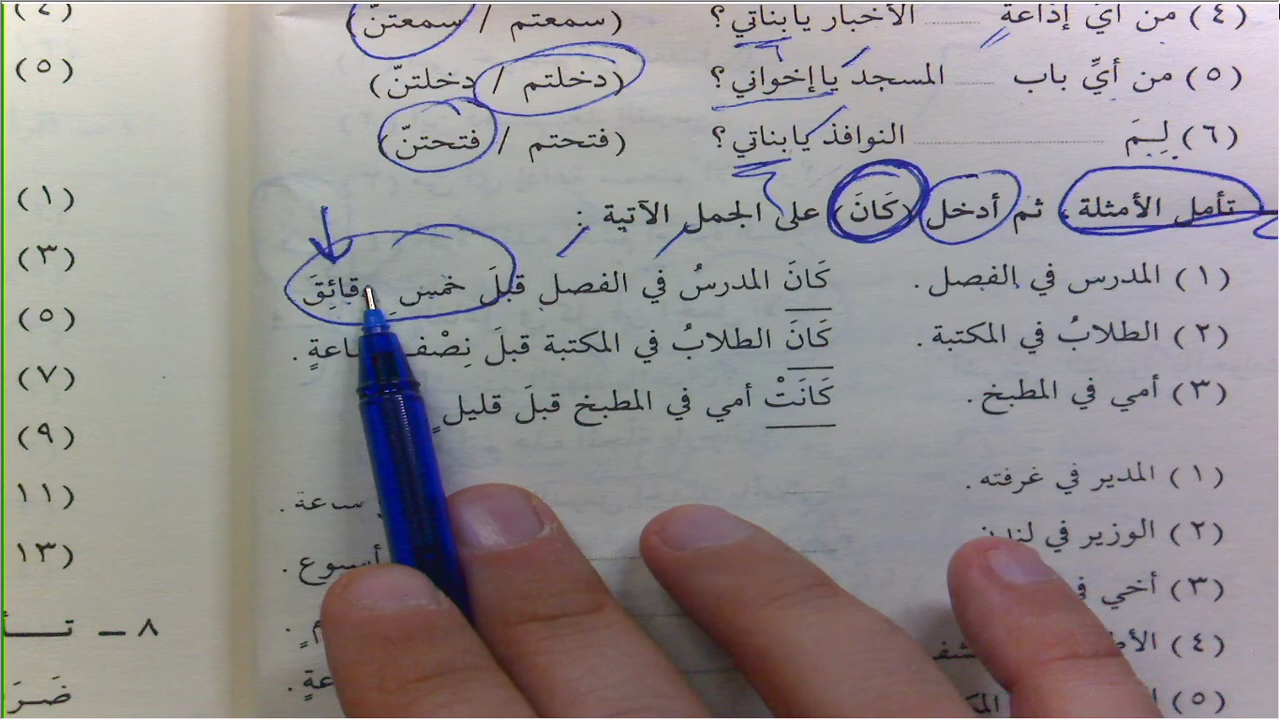 (٤) من أيِّ إذاعةٍ ............ الأخبار يا بناتي؟ (سمعتم / سمعتنّ)
(٥) من أيِّ باب ............ المسجد يا إخواني؟ (دخلتم / دخلتنّ)
(٦) لِـمَ ............ النوافذ يا بناتي؟ (فتحتم / فتحتنّ)
تأمل الأمثلة، ثم أدخل (كَانَ) على الجمل الآتية :
(١) المدرس في الفصل . كَانَ المدرسُ في الفصل قبلَ خمسِ
(٢) الطلابُ في المكتبة . كَانَ الطلابُ في المكتبة قبلَ نِصْفِ
(٣) أمي في المطبخ . كَانَتْ أمي في المطبخ قبلَ قليلٍ
(١) المدير في غرفته . ساعة .
(٢) الوزير في أسبوع .
(٣) أخي
(٤)
(٥)
(٤)
(٥)
(١)
(٣)
(٥)
(٧)
(٩)
(١١)
(١٣)
٨ ـ